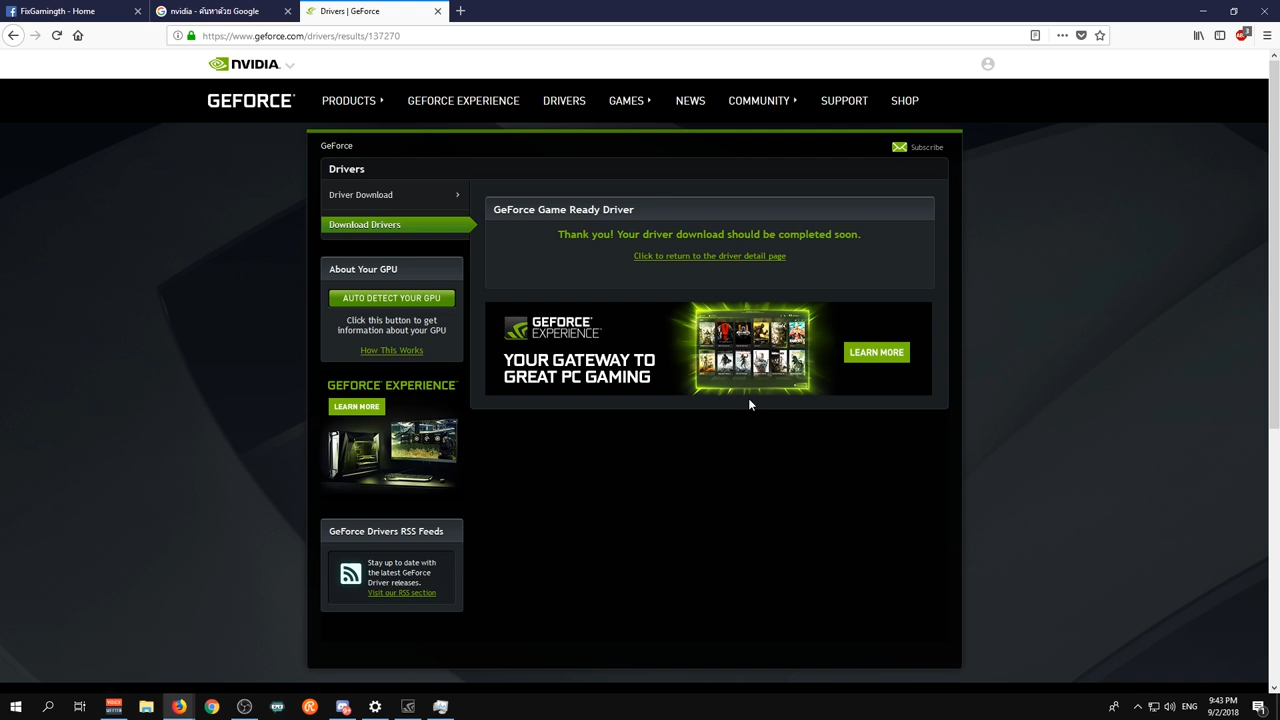 FixGamingth - Home
nvidia - ค้นหาด้วย Google
Drivers | GeForce
https://www.geforce.com/drivers/results/137270
NVIDIA.
GEFORCE
PRODUCTS
GEFORCE EXPERIENCE
DRIVERS
GAMES
NEWS
COMMUNITY
SUPPORT
SHOP
GeForce
Subscribe
Drivers
Driver Download
Download Drivers
GeForce Game Ready Driver
Thank you! Your driver download should be completed soon.
Click to return to the driver detail page
About Your GPU
AUTO DETECT YOUR GPU
Click this button to get
information about your GPU
How This Works
GEFORCE
EXPERIENCE
YOUR GATEWAY TO
GREAT PC GAMING
LEARN MORE
GEFORCE EXPERIENCE
LEARN MORE
GeForce Drivers RSS Feeds
Stay up to date with
the latest GeForce
Driver releases.
Visit our RSS section
ENG
9:43 PM
9/2/2018